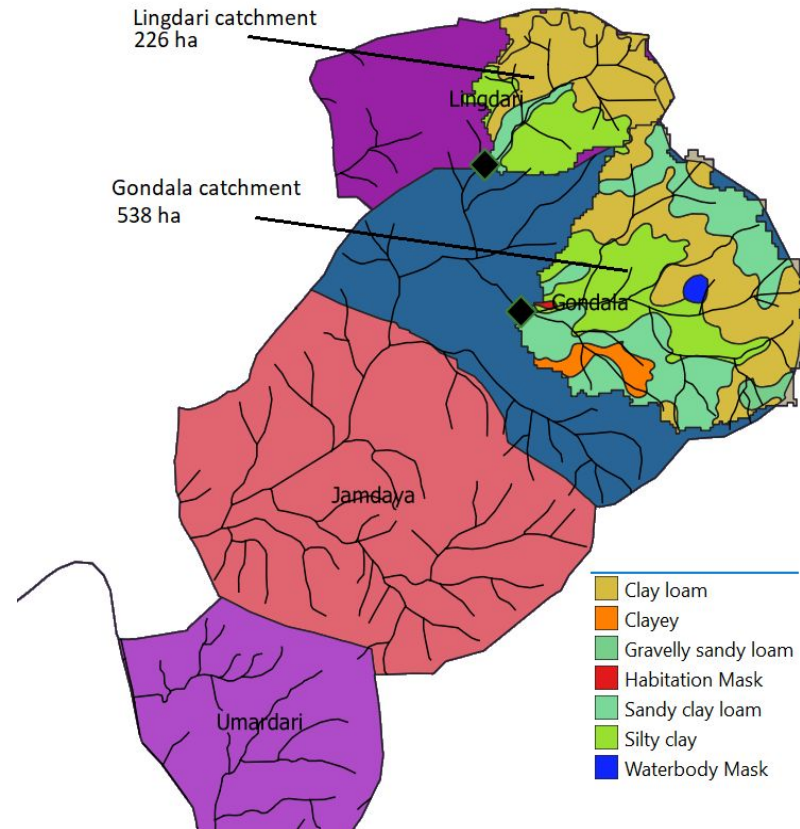 Lingdari catchment
226 ha
Lingdari
Gondala catchment
538 ha
Gondala
Jamdaya
Umardari
Clay loam
Clayey
Gravelly sandy loam
Habitation Mask
Sandy clay loam
Silty clay
Waterbody Mask